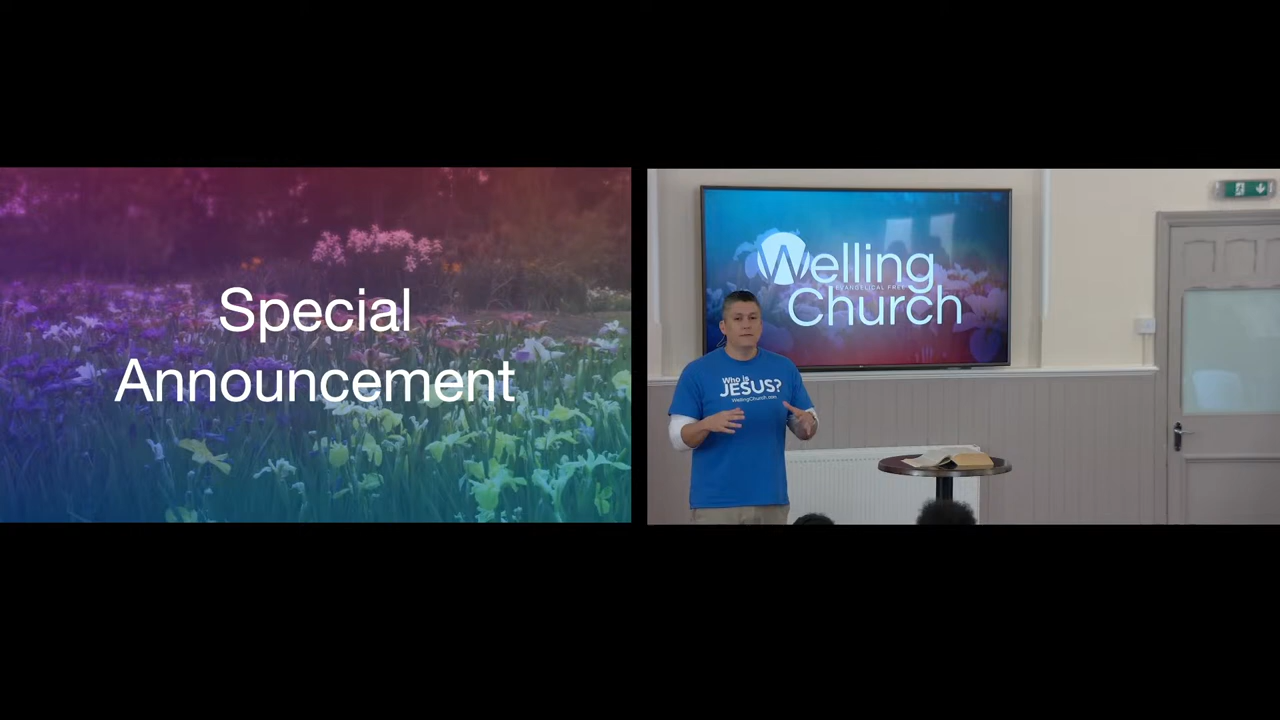 Special
Announcement
Welling
EVANGELICAL FREE
Church
Who is
JESUS?
WellingChurch.com